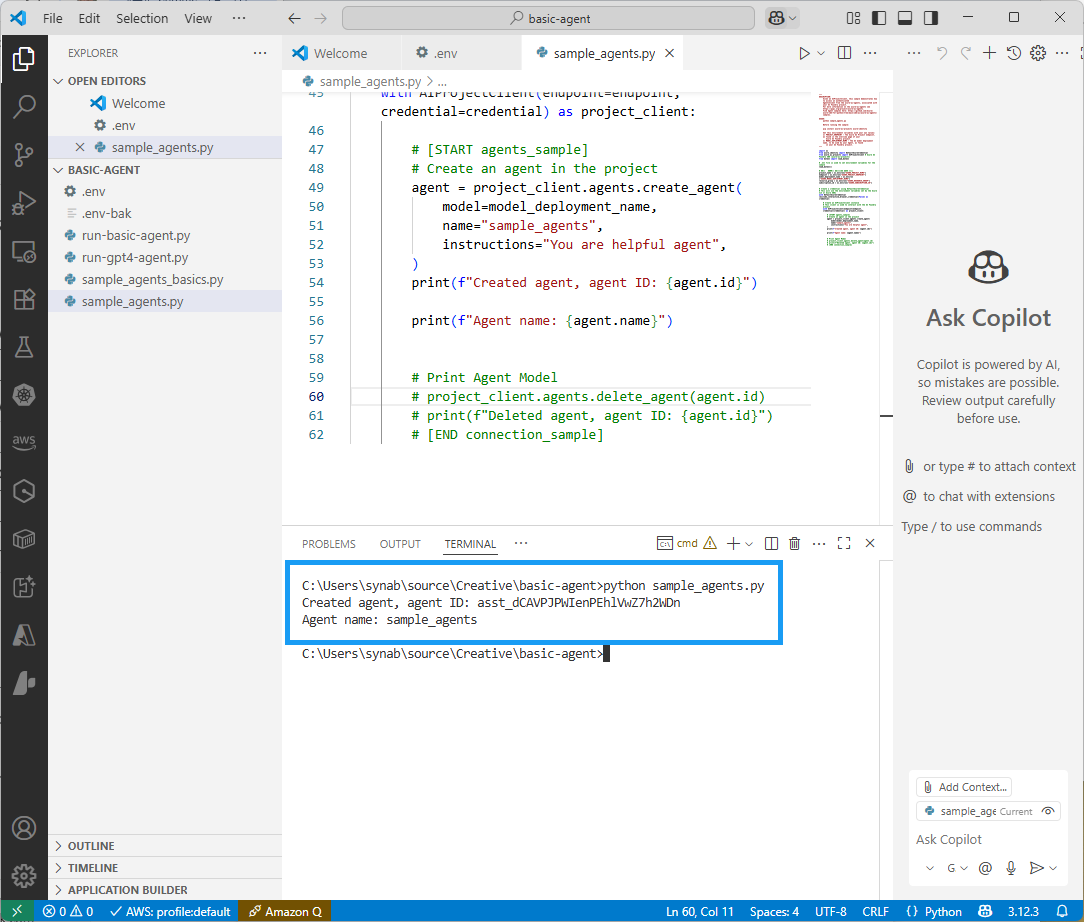 File Edit Selection View ··· basic-agent
EXPLORER
OPEN EDITORS
Welcome
.env
sample_agents.py
BASIC-AGENT
.env
.env-bak
run-basic-agent.py
run-gpt4-agent.py
sample_agents_basics.py
sample_agents.py
OUTLINE
TIMELINE
APPLICATION BUILDER
aws
Welcome .env sample_agents.py
sample_agents.py > ...
45 with AIProjectClient(endpoint=endpoint,
credential=credential) as project_client:
46
47 # [START agents_sample]
48 # Create an agent in the project
49 agent = project_client.agents.create_agent(
50 model=model_deployment_name,
51 name="sample_agents",
52 instructions="You are helpful agent",
53 )
54 print(f"Created agent, agent ID: {agent.id}")
55
56 print(f"Agent name: {agent.name}")
57
58
59 # Print Agent Model
60 # project_client.agents.delete_agent(agent.id)
61 # print(f"Deleted agent, agent ID: {agent.id}")
62 # [END connection_sample]
PROBLEMS OUTPUT TERMINAL ··· cmd
C:\Users\synab\source\Creative\basic-agent>python sample_agents.py
Created agent, agent ID: asst_dCAVPJPWIenPEhlVwZ7h2WDn
Agent name: sample_agents
C:\Users\synab\source\Creative\basic-agent>
Ask Copilot
Copilot is powered by AI,
so mistakes are possible.
Review output carefully
before use.
or type # to attach context
@ to chat with extensions
Type / to use commands
Add Context...
sample_age Current
Ask Copilot
G @
0 0 AWS: profile:default Amazon Q Ln 60, Col 11 Spaces: 4 UTF-8 CRLF {} Python 3.12.3